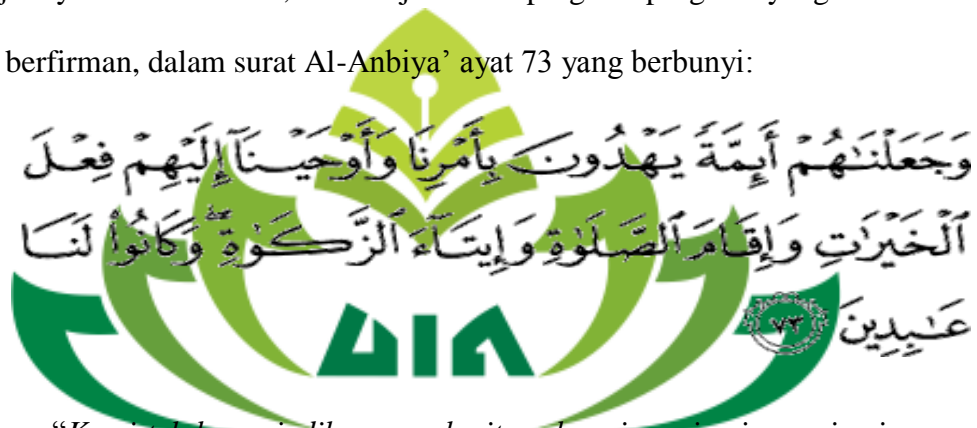 berfirman, dalam surat Al-Anbiya’ ayat 73 yang berbunyi:
وَجَعَلْنَٰهُمْ أَئِمَّةً يَهْدُونَ بِأَمْرِنَا وَأَوْحَيْنَآ إِلَيْهِمْ فِعْلَ
ٱلْخَيْرَٰتِ وَإِقَامَ ٱلصَّلَوٰةِ وَإِيتَآءَ ٱلزَّكَوٰةِ ۖ وَكَانُوا۟ لَنَا
عَٰبِدِينَ ٧٣